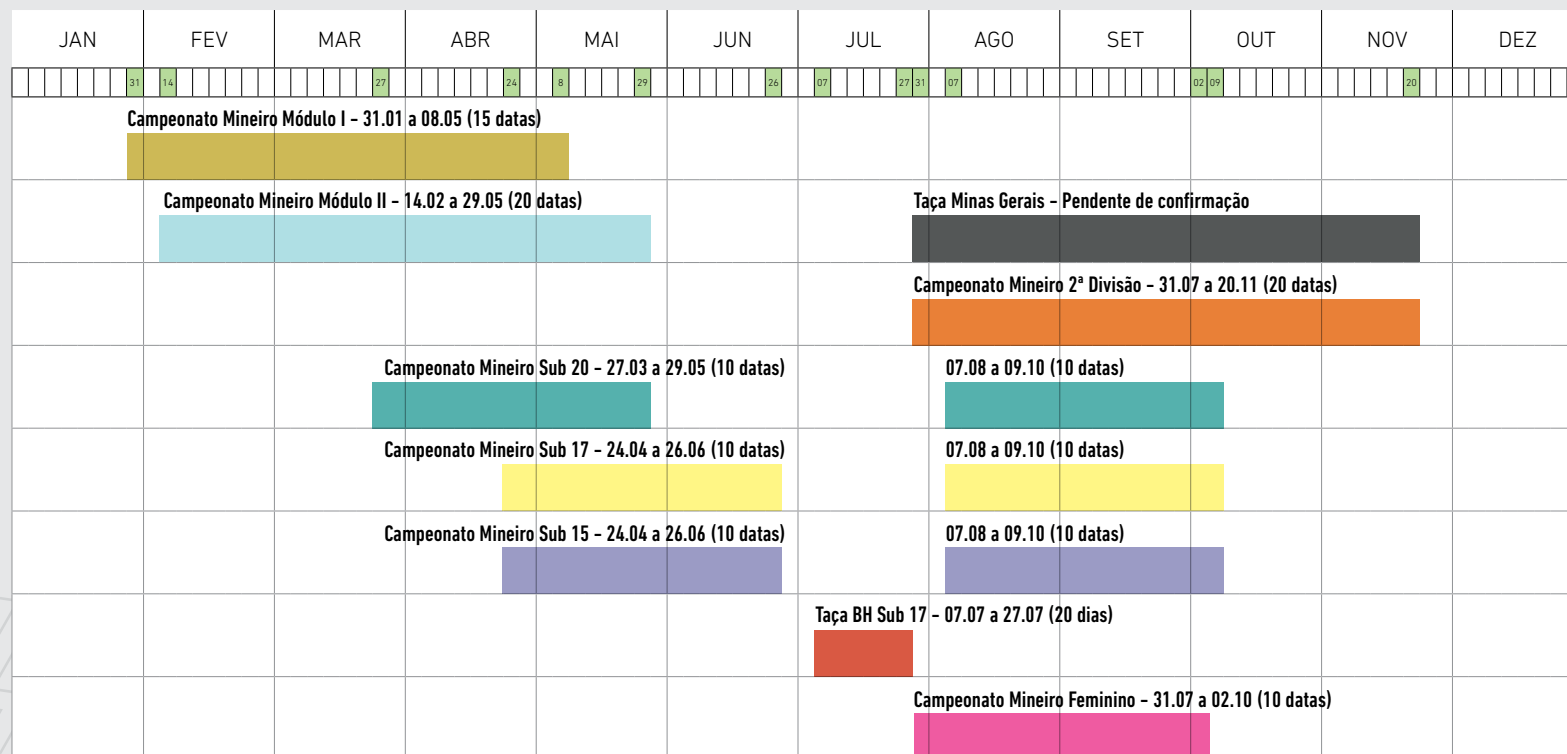 JAN FEV MAR ABR MAI JUN JUL AGO SET OUT NOV DEZ
31 14 27 24 8 29 26 07 27 31 07 02 09 20
Campeonato Mineiro Módulo I - 31.01 a 08.05 (15 datas)
Campeonato Mineiro Módulo II - 14.02 a 29.05 (20 datas)
Taça Minas Gerais - Pendente de confirmação
Campeonato Mineiro 2ª Divisão - 31.07 a 20.11 (20 datas)
Campeonato Mineiro Sub 20 - 27.03 a 29.05 (10 datas)
07.08 a 09.10 (10 datas)
Campeonato Mineiro Sub 17 - 24.04 a 26.06 (10 datas)
07.08 a 09.10 (10 datas)
Campeonato Mineiro Sub 15 - 24.04 a 26.06 (10 datas)
07.08 a 09.10 (10 datas)
Taça BH Sub 17 - 07.07 a 27.07 (20 dias)
Campeonato Mineiro Feminino - 31.07 a 02.10 (10 datas)